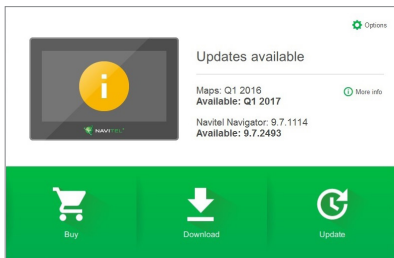 Options
Updates available
Maps: Q1 2016
Available: Q1 2017
More info
Navitel Navigator: 9.7.1114
Available: 9.7.2493
NAVITEL
Buy
Download
Update